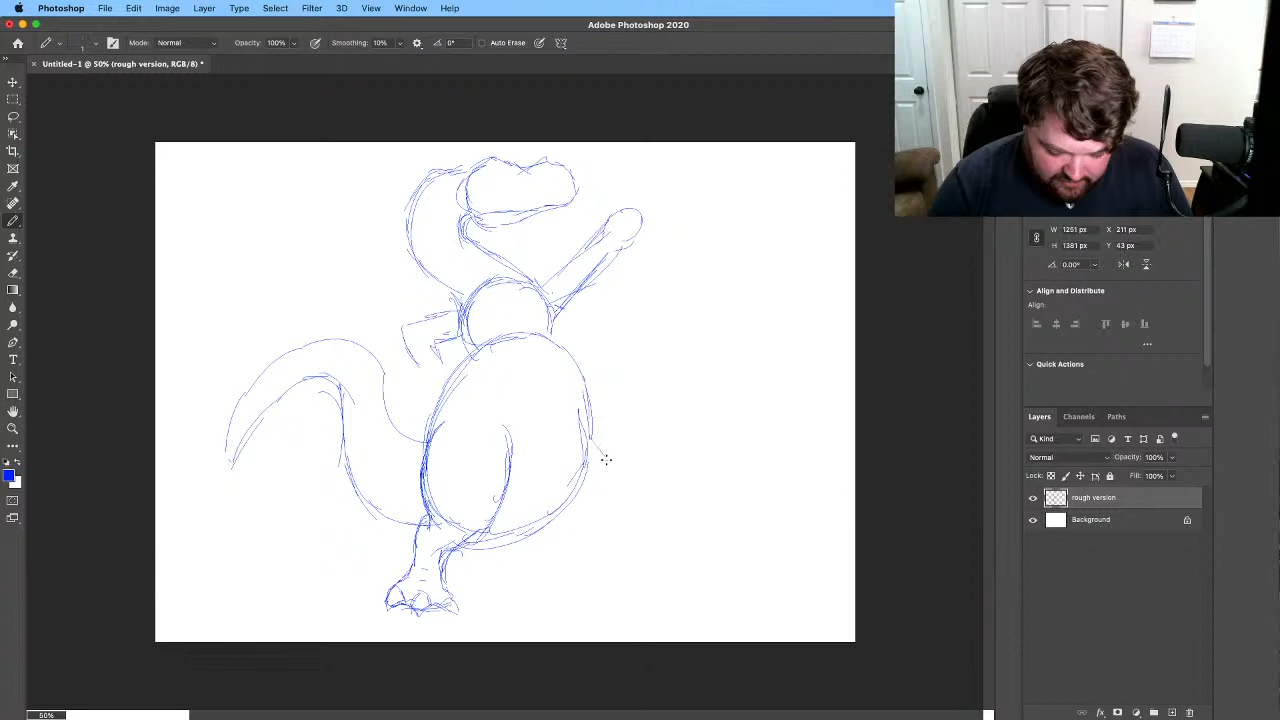 Photoshop File Edit Image Layer Type Select Filter 3D View Window Help
Adobe Photoshop 2020
1 Mode: Normal Opacity: 100% Smoothing: 10% Auto Erase
Untitled-1 @ 50% (rough version, RGB/8) *
W 1251 px X 211 px
H 1381 px Y 43 px
0.00°
Align and Distribute
Align:
Quick Actions
Layers Channels Paths
Kind
Normal Opacity: 100%
Lock: Fill: 100%
rough version
Background
50%